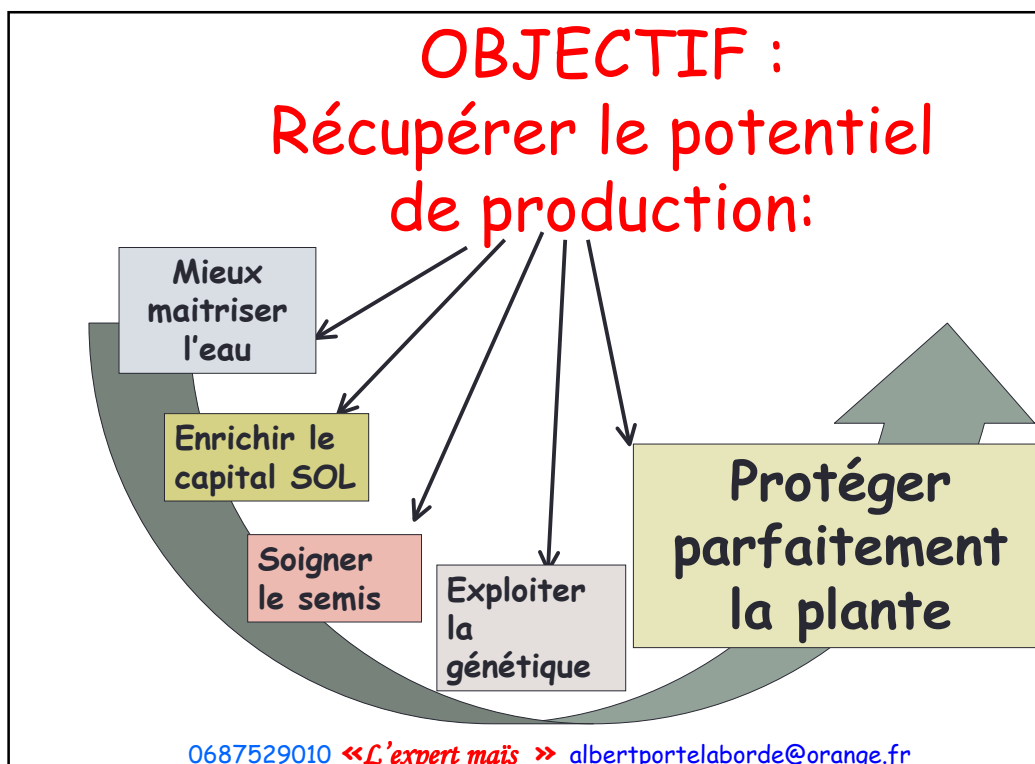 OBJECTIF :
Récupérer le potentiel
de production:
Mieux
maitriser
l'eau
Enrichir le
capital SOL
Soigner
le semis
Exploiter
la
génétique
Protéger
parfaitement
la plante
0687529010 «L'expert maïs » albertportelaborde@orange.fr